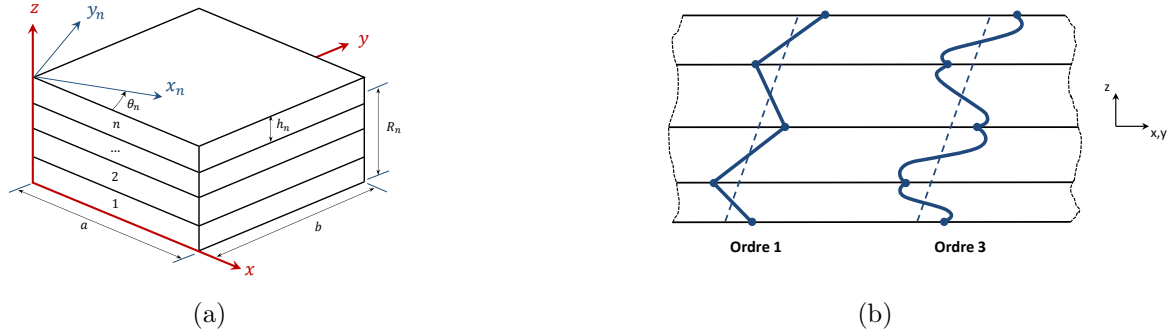 z
y_n
y
x_n
θ_n
n
h_n
R_n
...
2
1
a
b
x
(a)
z
x,y
Ordre 1
Ordre 3
(b)